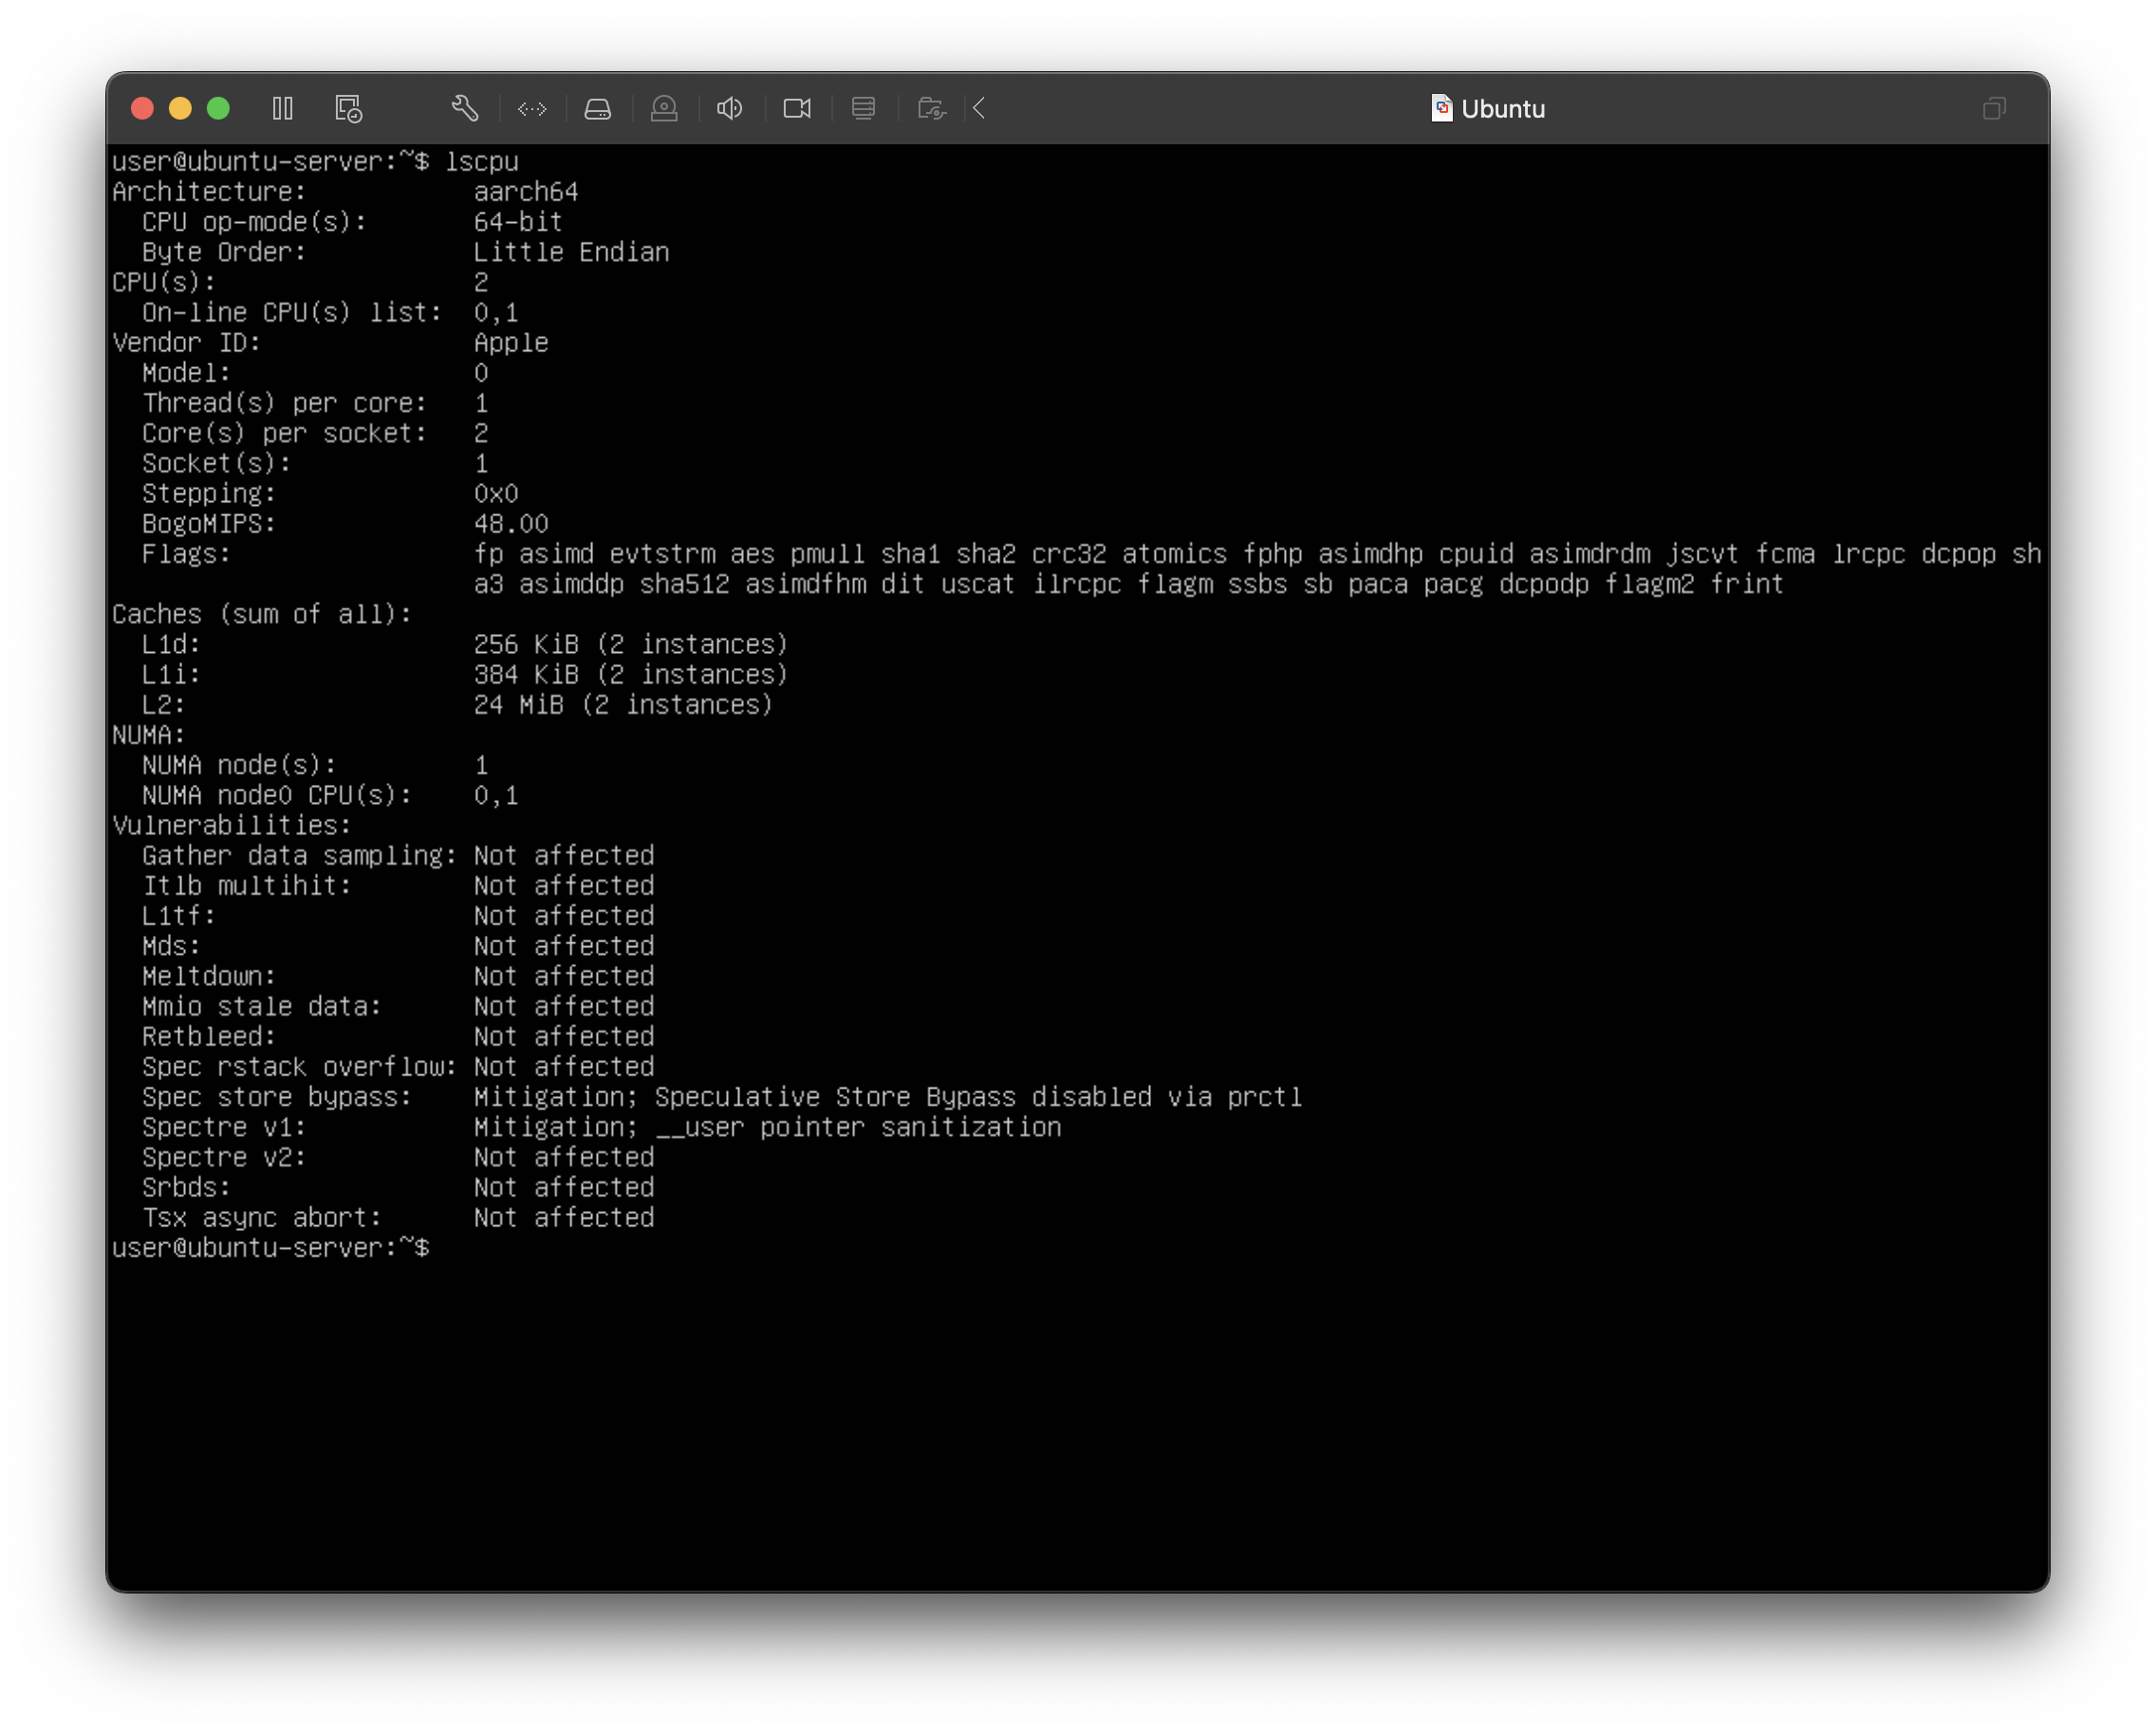 Ubuntu
user@ubuntu-server:~$ lscpu
Architecture:           aarch64
  CPU op-mode(s):       64-bit
  Byte Order:           Little Endian
CPU(s):                 2
  On-line CPU(s) list:  0,1
Vendor ID:              Apple
  Model:                0
  Thread(s) per core:   1
  Core(s) per socket:   2
  Socket(s):            1
  Stepping:             0x0
  BogoMIPS:             48.00
  Flags:                fp asimd evtstrm aes pmull sha1 sha2 crc32 atomics fphp asimdhp cpuid asimdrdm jscvt fcma lrcpc dcpop sh
                        a3 asimddp sha512 asimdfhm dit uscat ilrcpc flagm ssbs sb paca pacg dcpodp flagm2 frint
Caches (sum of all):
  L1d:                  256 KiB (2 instances)
  L1i:                  384 KiB (2 instances)
  L2:                   24 MiB (2 instances)
NUMA:
  NUMA node(s):         1
  NUMA node0 CPU(s):    0,1
Vulnerabilities:
  Gather data sampling: Not affected
  Itlb multihit:        Not affected
  L1tf:                 Not affected
  Mds:                  Not affected
  Meltdown:             Not affected
  Mmio stale data:      Not affected
  Retbleed:             Not affected
  Spec rstack overflow: Not affected
  Spec store bypass:    Mitigation; Speculative Store Bypass disabled via prctl
  Spectre v1:           Mitigation; __user pointer sanitization
  Spectre v2:           Not affected
  Srbds:                Not affected
  Tsx async abort:      Not affected
user@ubuntu-server:~$